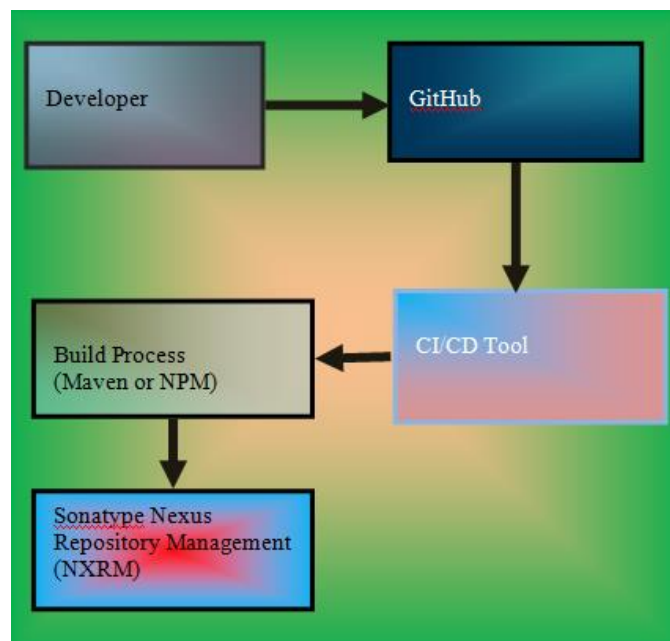 Developer
GitHub
CI/CD Tool
Build Process
(Maven or NPM)
Sonatype Nexus
Repository Management
(NXRM)